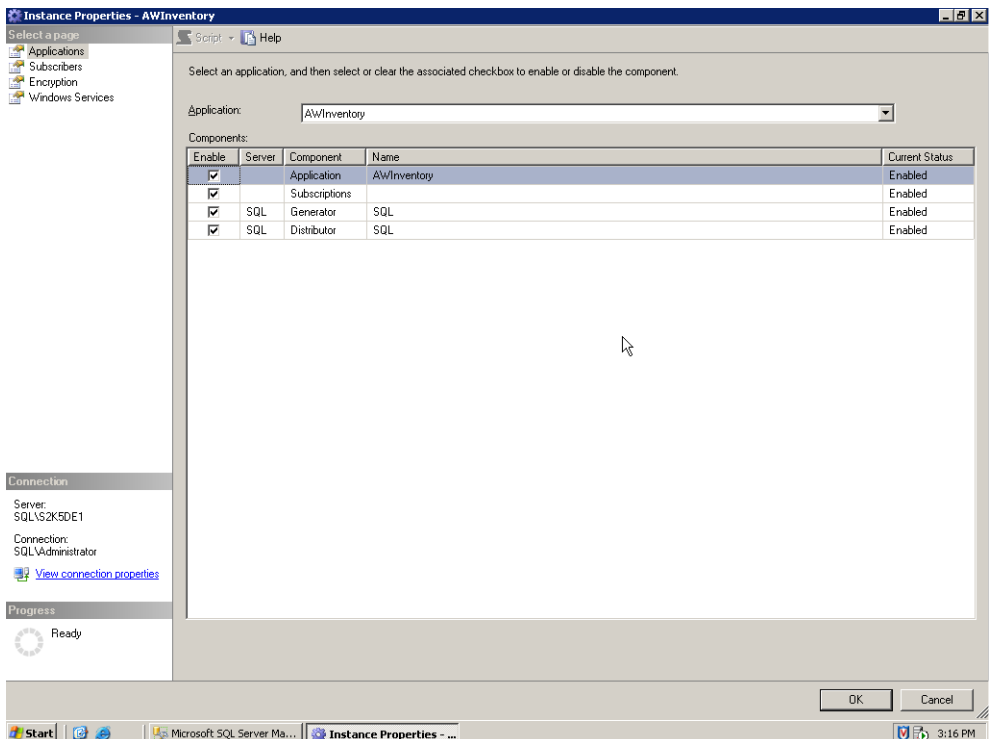 Instance Properties - AWInventory
Select a page
Script Help
Applications
Subscribers
Encryption
Windows Services
Select an application, and then select or clear the associated checkbox to enable or disable the component.
Application: AWInventory
Components:
Enable Server Component Name Current Status
Application AWInventory Enabled
Subscriptions Enabled
SQL Generator SQL Enabled
SQL Distributor SQL Enabled
Connection
Server:
SQL\S2K5DE1
Connection:
SQL\Administrator
View connection properties
Progress
Ready
OK Cancel
Start Microsoft SQL Server Ma... Instance Properties - ... 3:16 PM